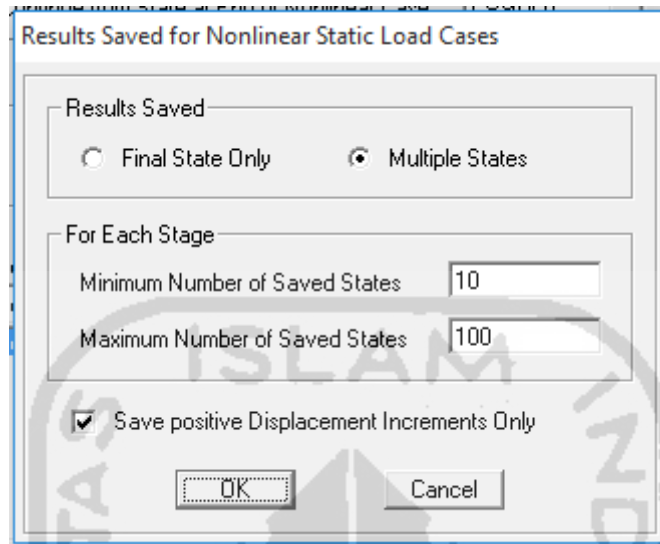 Results Saved for Nonlinear Static Load Cases
Results Saved
Final State Only
Multiple States
For Each Stage
Minimum Number of Saved States 10
Maximum Number of Saved States 100
Save positive Displacement Increments Only
OK
Cancel
ISLAM